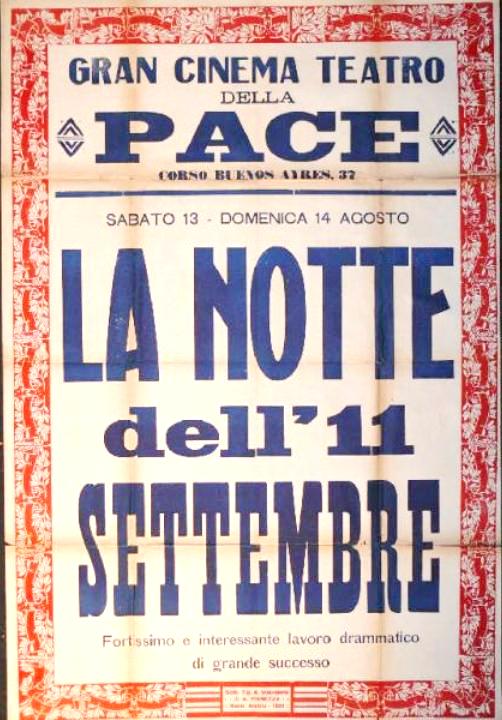 GRAN CINEMA TEATRO
DELLA
PACE
CORSO BUENOS AYRES, 37
SABATO 13 - DOMENICA 14 AGOSTO
LA NOTTE
dell'11
SETTEMBRE
Fortissimo e interessante lavoro drammatico
di grande successo